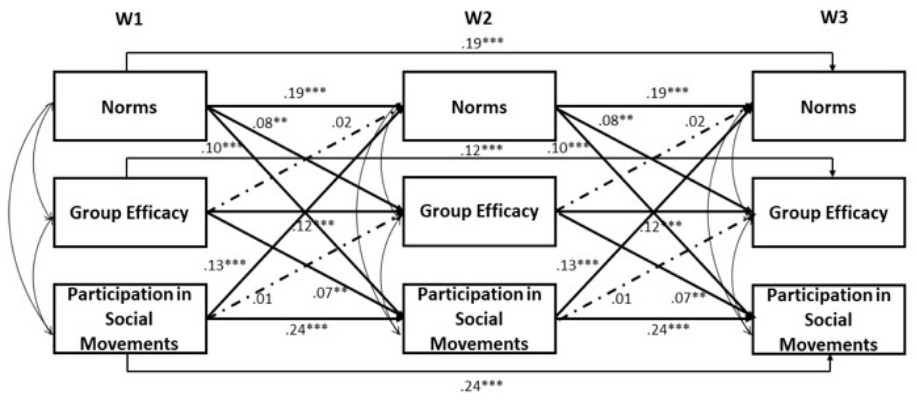 W1 W2 W3
.19***
Norms .19*** Norms .19*** Norms
.08** .02 .08** .02
.10*** .12*** .10***
Group Efficacy Group Efficacy Group Efficacy
.12*** .12***
.13*** .13***
.01 .07** .01 .07**
Participation in Participation in Participation in
Social Social Social
Movements .24*** Movements .24*** Movements
.24***